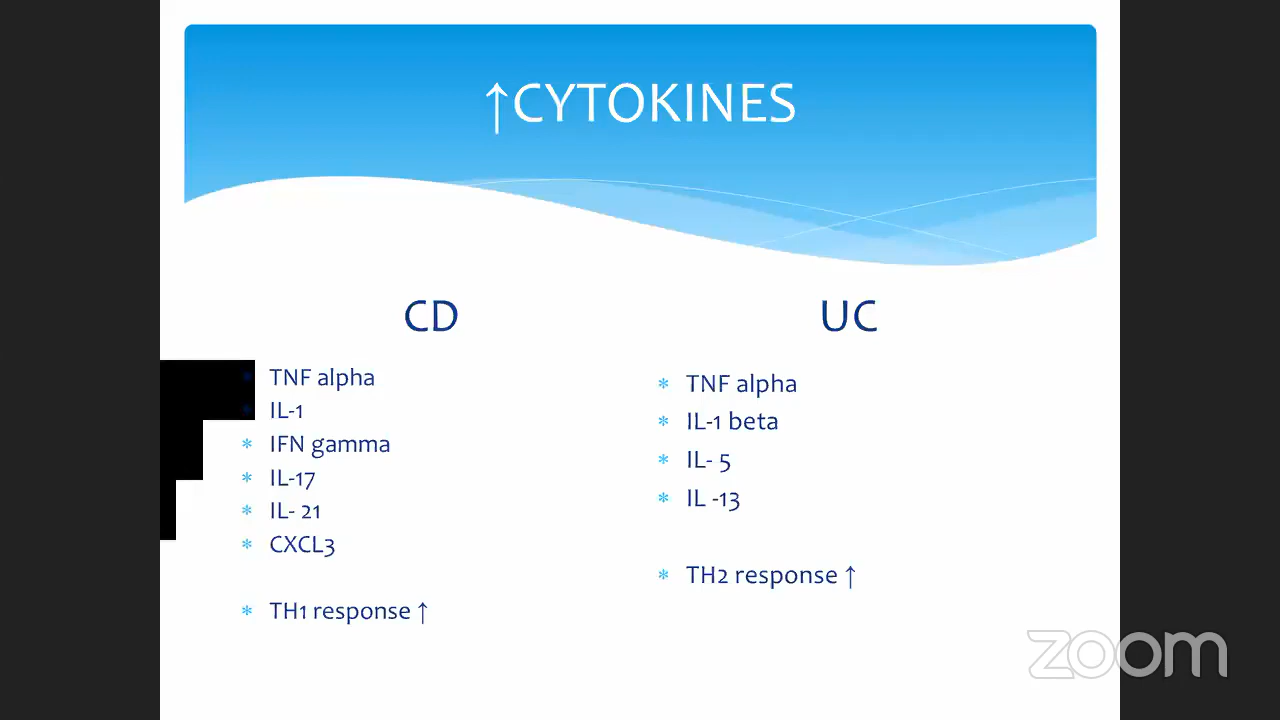 ↑CYTOKINES
CD
TNF alpha
IL-1
IFN gamma
IL-17
IL- 21
CXCL3
TH1 response ↑
UC
TNF alpha
IL-1 beta
IL- 5
IL -13
TH2 response ↑
zoom